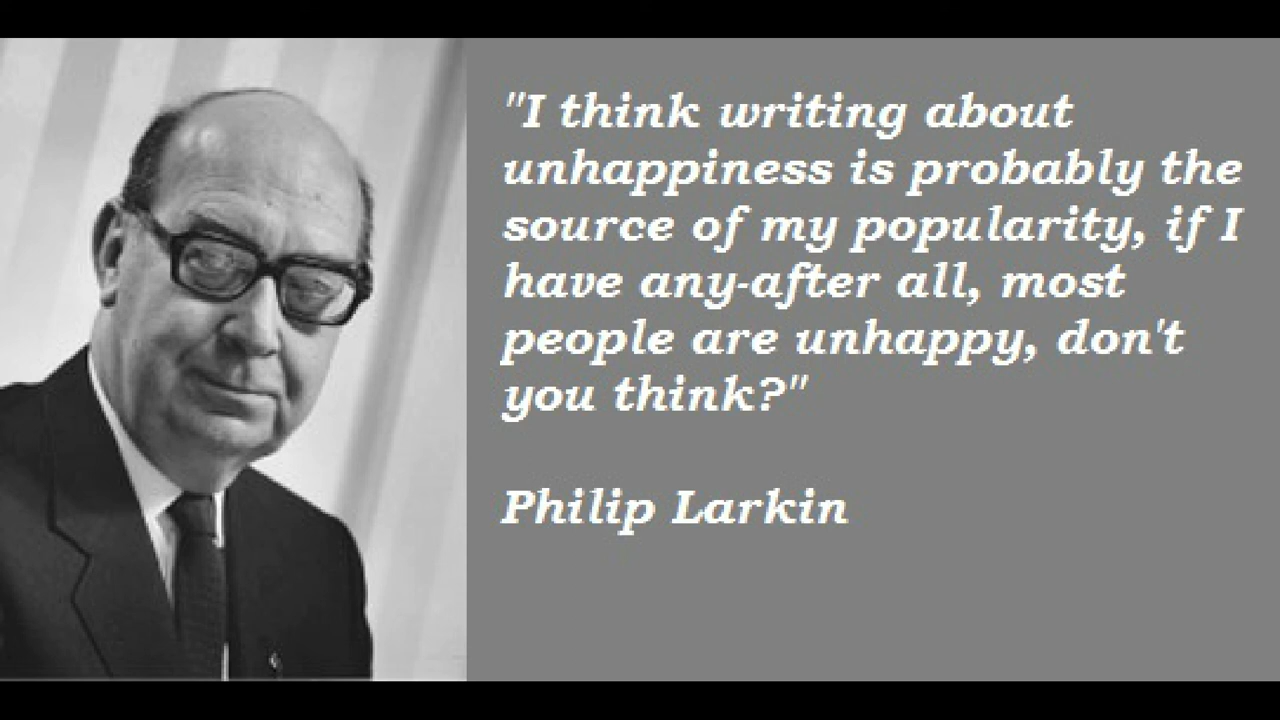 "I think writing about
unhappiness is probably the
source of my popularity, if I
have any-after all, most
people are unhappy, don't
you think?"
Philip Larkin